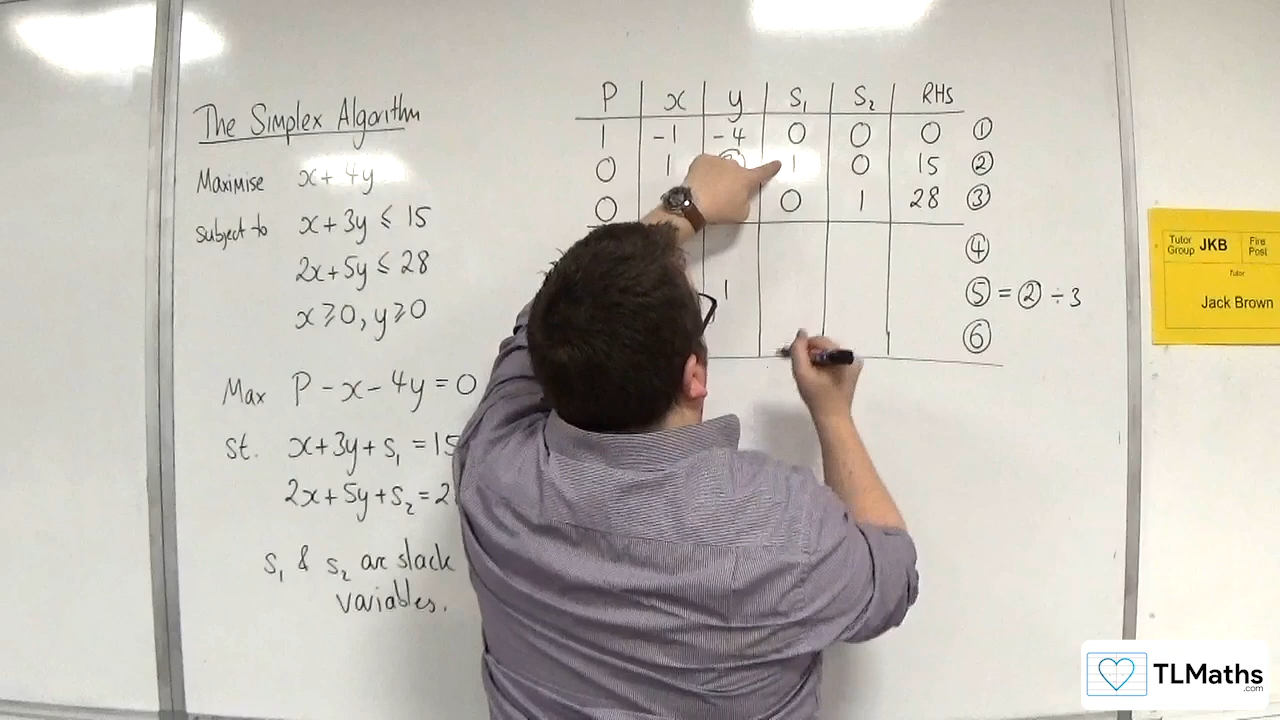 The Simplex Algorithm
Maximise x + 4y
subject to x + 3y ≤ 15
2x + 5y ≤ 28
x ≥ 0, y ≥ 0
Max P - x - 4y = 0
st. x + 3y + s₁ = 15
2x + 5y + s₂ = 2
s₁ & s₂ are slack
variables.
P x y S₁ S₂ RHS
1 -1 -4 0 0 0 ①
0 1 1 0 15 ②
0 0 1 28 ③
④
1 ⑤ = ② ÷ 3
⑥
Tutor Group JKB Fire Post
Tutor
Jack Brown
TLMaths
.com